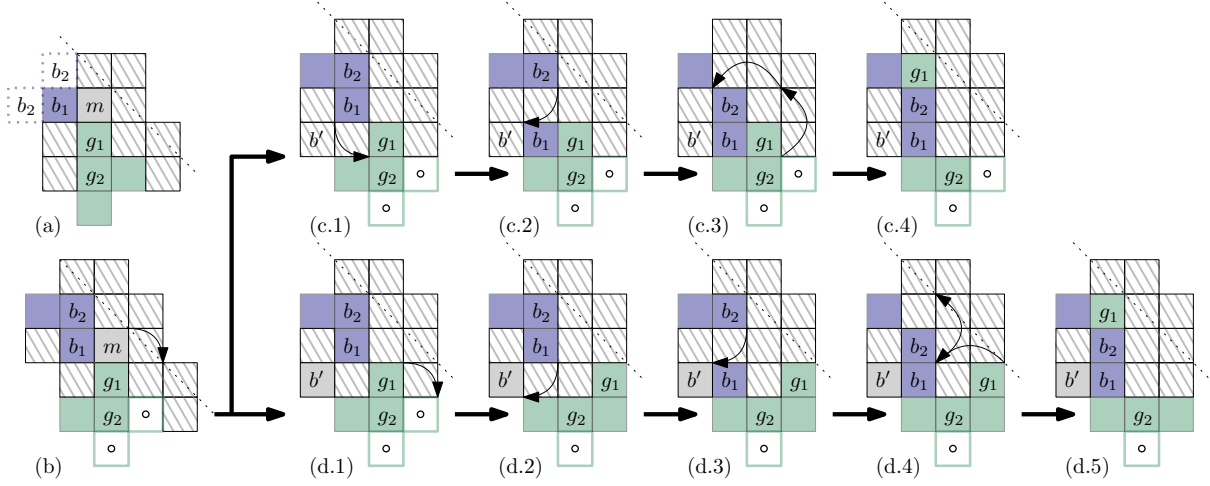 b₂
b₂ b₁ m
g₁
g₂
(a)
b₂
b₁
b′ g₁
g₂
(c.1)
b₂
b′ b₁ g₁
g₂
(c.2)
b₂
b′ b₁ g₁
g₂
(c.3)
g₁
b₂
b′ b₁
g₂
(c.4)
b₂
b₁ m
g₁
g₂
(b)
b₂
b₁
b′ g₁
g₂
(d.1)
b₂
b₁
b′ g₁
g₂
(d.2)
b₂
b′ b₁ g₁
g₂
(d.3)
b₂
b′ b₁ g₁
g₂
(d.4)
g₁
b₂
b′ b₁
g₂
(d.5)